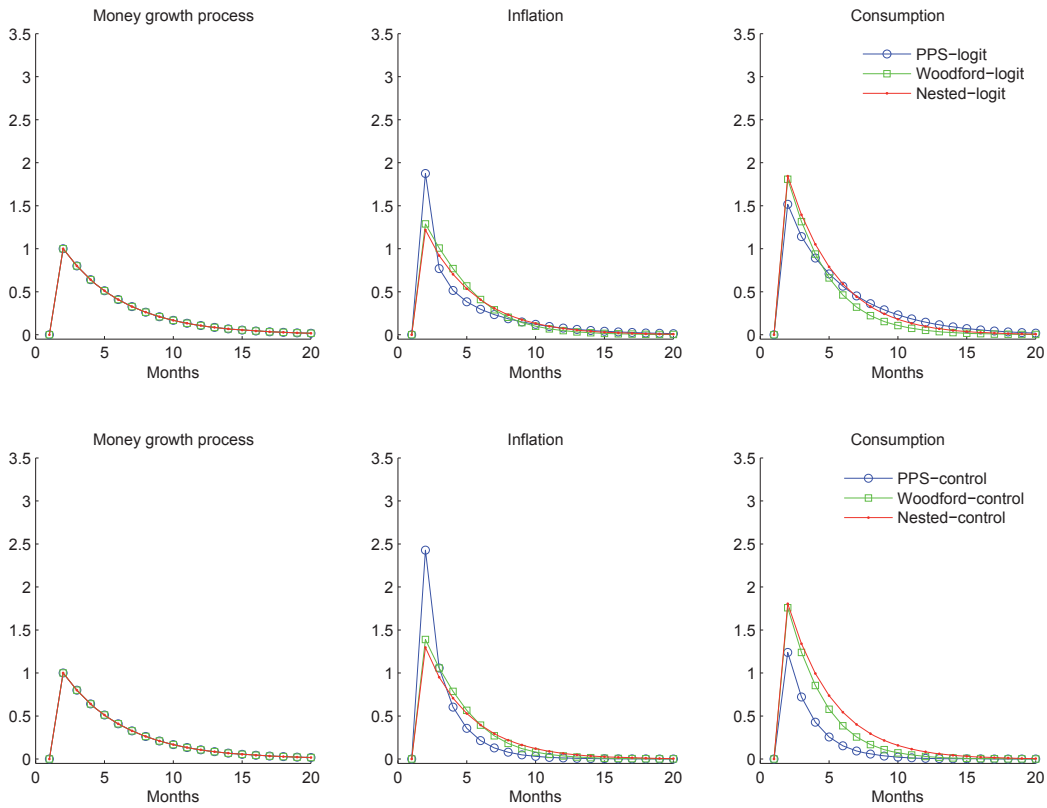 Money growth process
3.5
3
2.5
2
1.5
1
0.5
0
0 5 10 15 20
Months
Inflation
3.5
3
2.5
2
1.5
1
0.5
0
0 5 10 15 20
Months
Consumption
3.5
3
2.5
2
1.5
1
0.5
0
0 5 10 15 20
Months
PPS−logit
Woodford−logit
Nested−logit
Money growth process
3.5
3
2.5
2
1.5
1
0.5
0
0 5 10 15 20
Months
Inflation
3.5
3
2.5
2
1.5
1
0.5
0
0 5 10 15 20
Months
Consumption
3.5
3
2.5
2
1.5
1
0.5
0
0 5 10 15 20
Months
PPS−control
Woodford−control
Nested−control